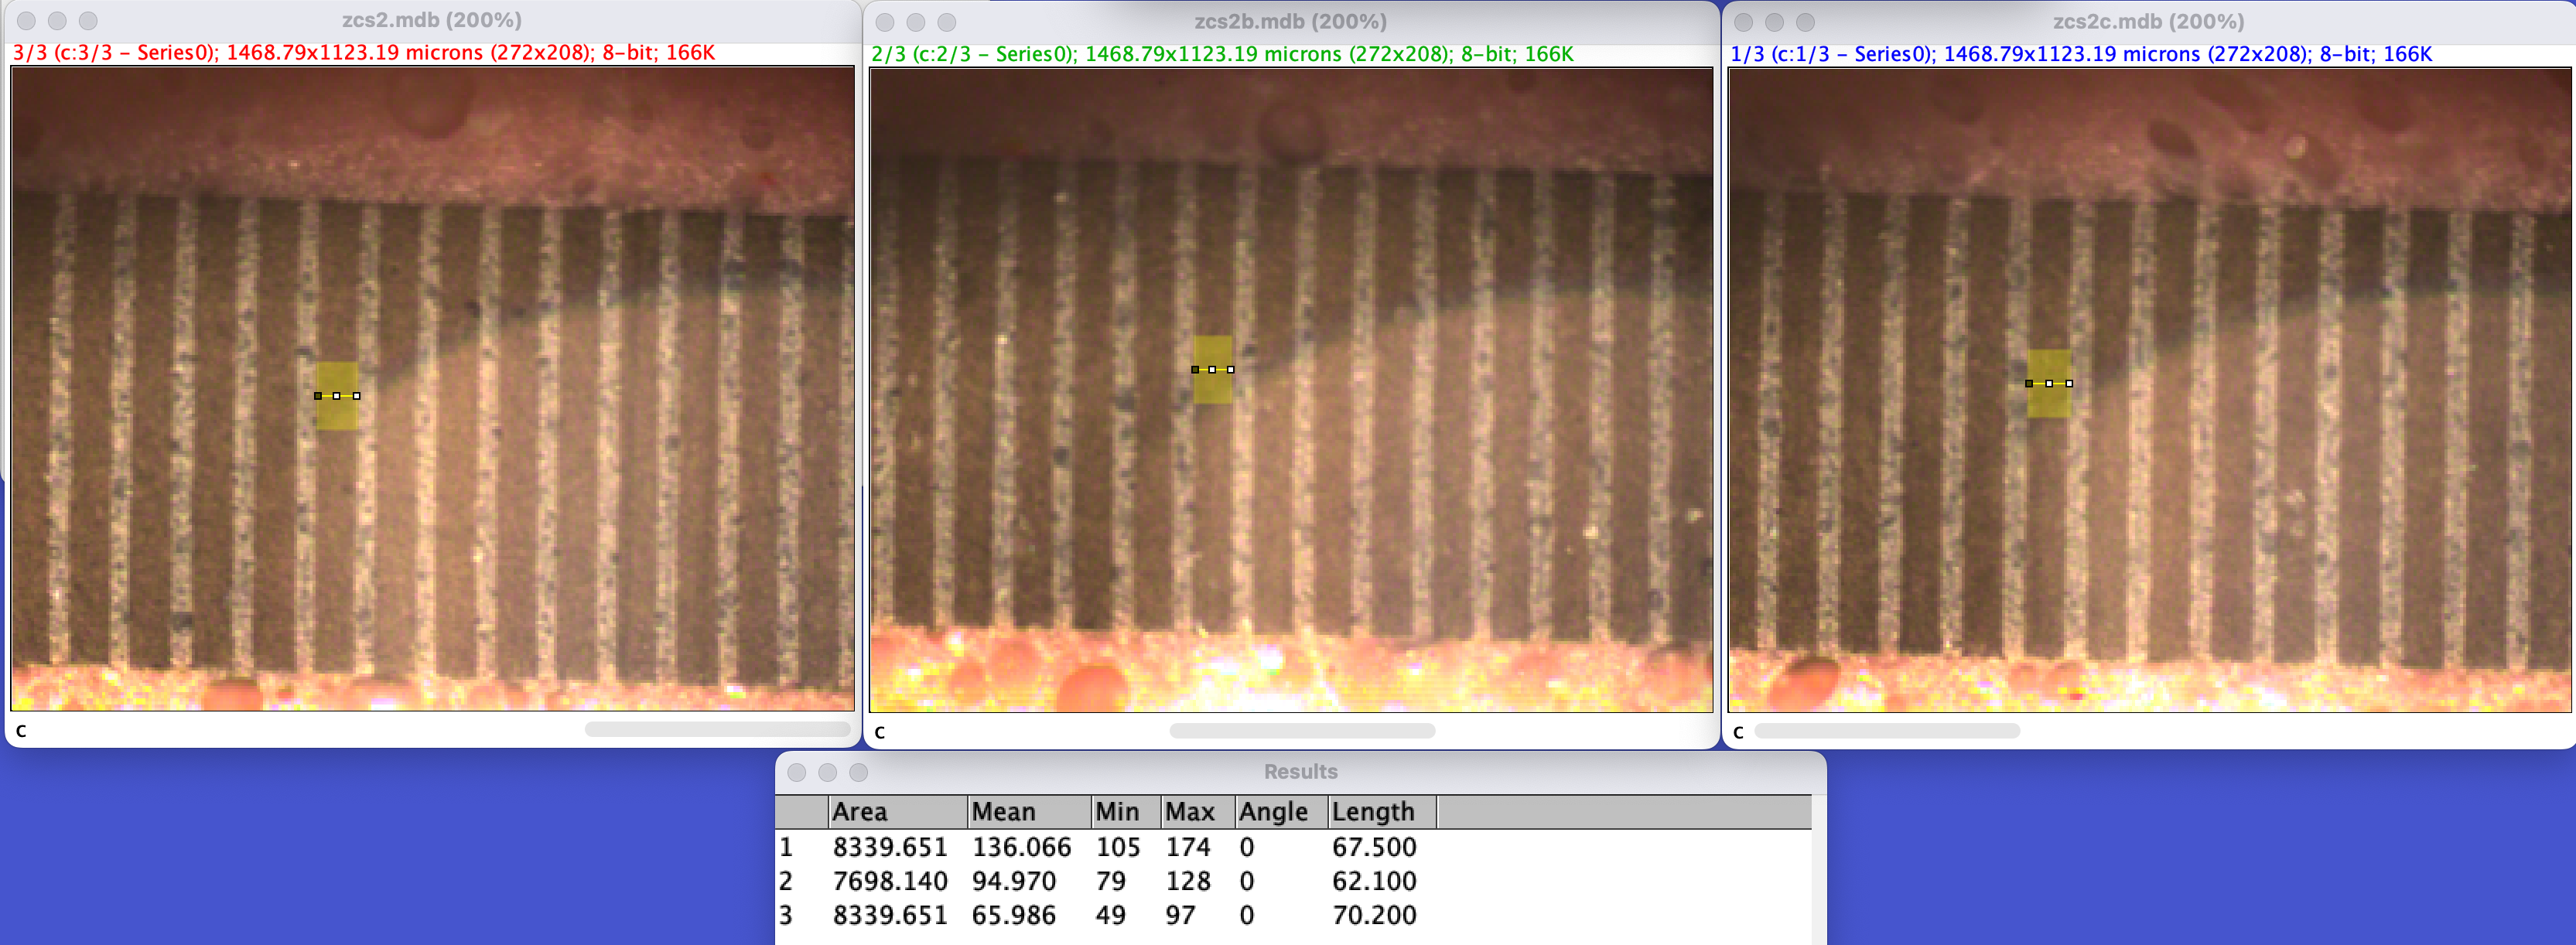 zcs2.mdb (200%)
3/3 (c:3/3 - Series0); 1468.79x1123.19 microns (272x208); 8-bit; 166K
c
zcs2b.mdb (200%)
2/3 (c:2/3 - Series0); 1468.79x1123.19 microns (272x208); 8-bit; 166K
c
zcs2c.mdb (200%)
1/3 (c:1/3 - Series0); 1468.79x1123.19 microns (272x208); 8-bit; 166K
c
Results
Area Mean Min Max Angle Length
1 8339.651 136.066 105 174 0 67.500
2 7698.140 94.970 79 128 0 62.100
3 8339.651 65.986 49 97 0 70.200